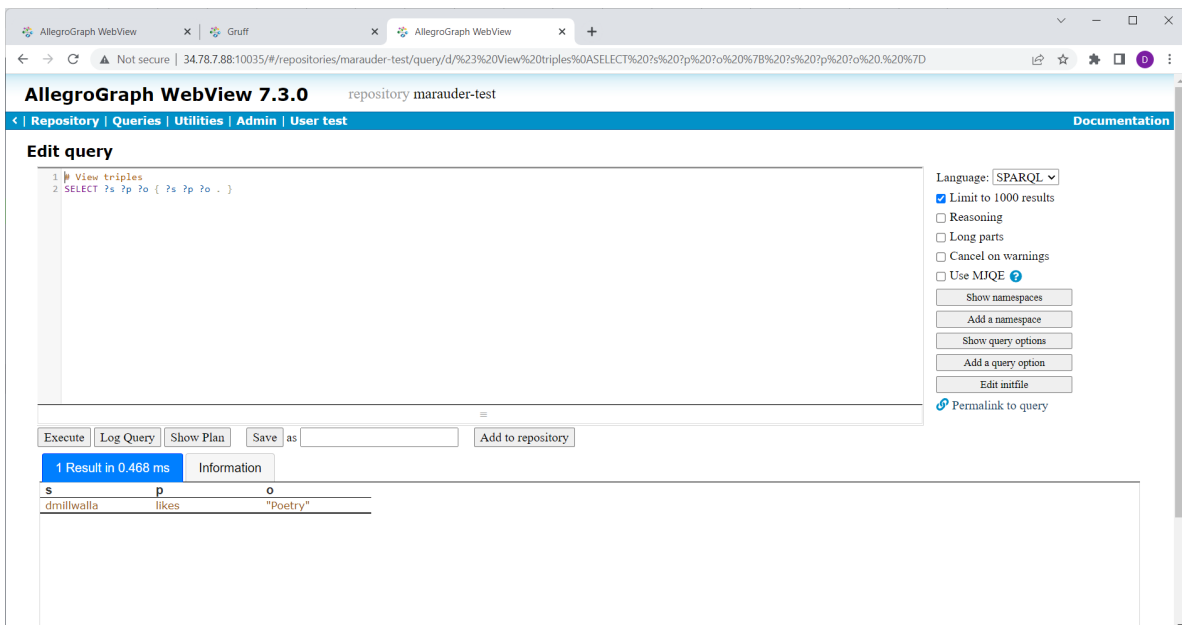 AllegroGraph WebView Gruff AllegroGraph WebView
Not secure | 34.78.7.88:10035/#/repositories/marauder-test/query/d/%23%20View%20triples%0ASELECT%20?s%20?p%20?o%20%7B%20?s%20?p%20?o%20.%20%7D D
AllegroGraph WebView 7.3.0 repository marauder-test
< | Repository | Queries | Utilities | Admin | User test Documentation
Edit query
1 # View triples
2 SELECT ?s ?p ?o { ?s ?p ?o . }
Language: SPARQL
Limit to 1000 results
Reasoning
Long parts
Cancel on warnings
Use MJQE ?
Show namespaces
Add a namespace
Show query options
Add a query option
Edit initfile
Permalink to query
Execute Log Query Show Plan Save as Add to repository
1 Result in 0.468 ms Information
s p o
dmillwalla likes "Poetry"